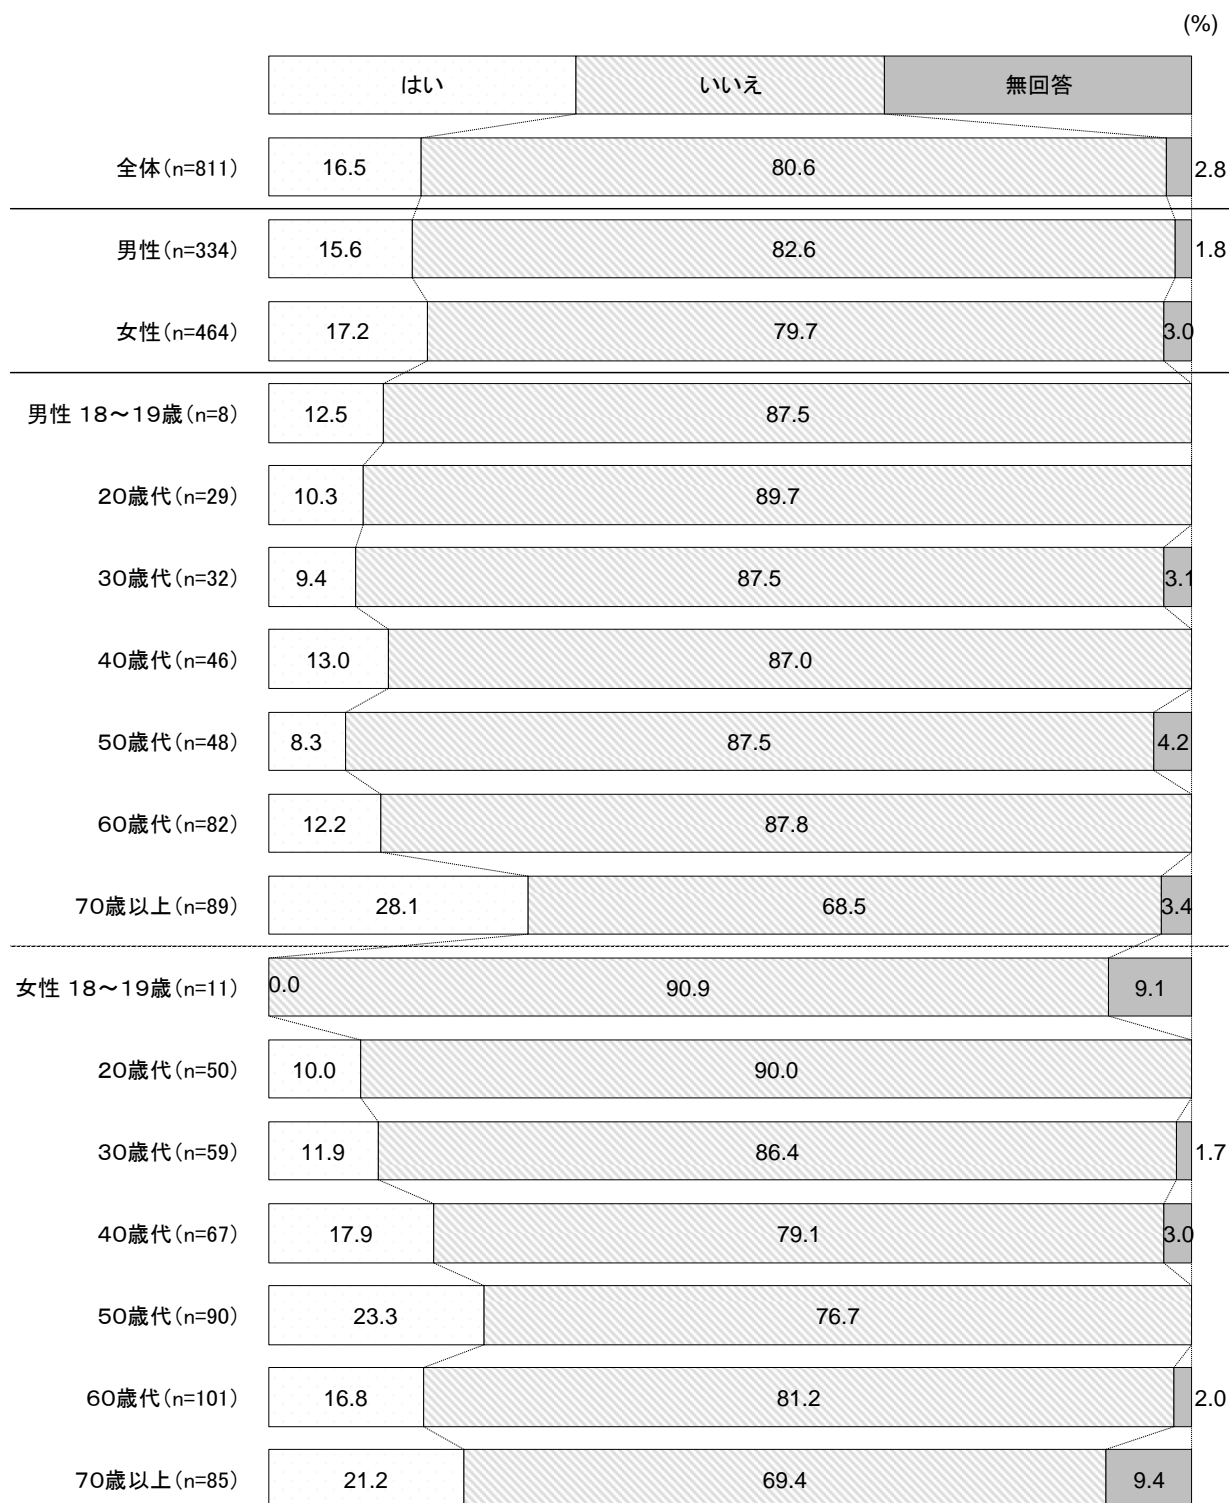 (%)
はい いいえ 無回答
全体(n=811) 16.5 80.6 2.8
男性(n=334) 15.6 82.6 1.8
女性(n=464) 17.2 79.7 3.0
男性 18～19歳(n=8) 12.5 87.5
20歳代(n=29) 10.3 89.7
30歳代(n=32) 9.4 87.5 3.1
40歳代(n=46) 13.0 87.0
50歳代(n=48) 8.3 87.5 4.2
60歳代(n=82) 12.2 87.8
70歳以上(n=89) 28.1 68.5 3.4
女性 18～19歳(n=11) 0.0 90.9 9.1
20歳代(n=50) 10.0 90.0
30歳代(n=59) 11.9 86.4 1.7
40歳代(n=67) 17.9 79.1 3.0
50歳代(n=90) 23.3 76.7
60歳代(n=101) 16.8 81.2 2.0
70歳以上(n=85) 21.2 69.4 9.4